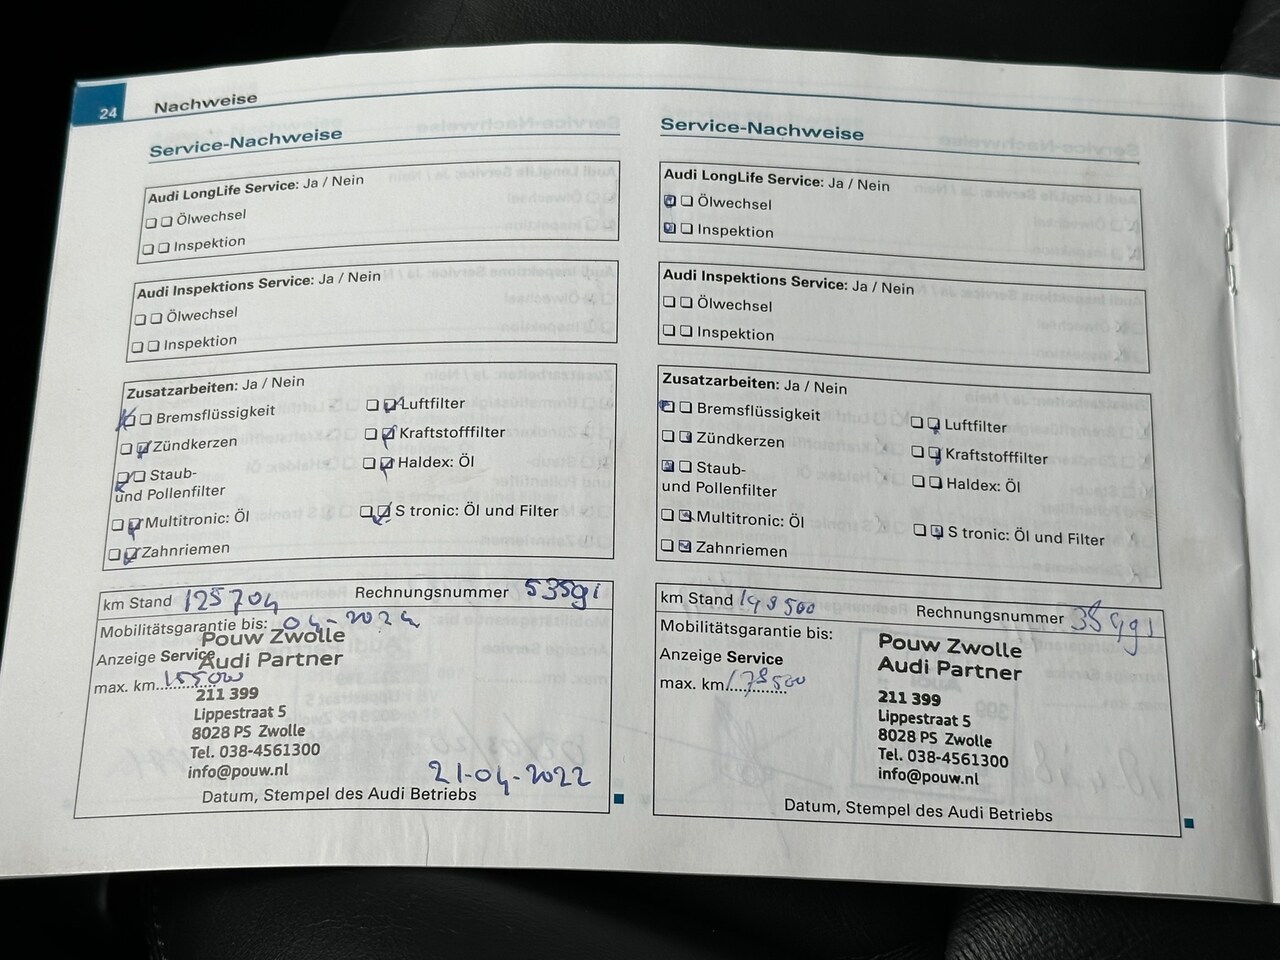 24 Nachweise
Service-Nachweise
Audi LongLife Service: Ja / Nein
Ölwechsel
Inspektion
Audi Inspektions Service: Ja / Nein
Ölwechsel
Inspektion
Zusatzarbeiten: Ja / Nein
Bremsflüssigkeit
Zündkerzen
Staub-
und Pollenfilter
Multitronic: Öl
Zahnriemen
Luftfilter
Kraftstofffilter
Haldex: Öl
S tronic: Öl und Filter
km Stand 125704 Rechnungsnummer
Mobilitätsgarantie bis: 04-2024
Pouw Zwolle
Anzeige Service
Audi Partner
max. km 155000
211 399
Lippestraat 5
8028 PS Zwolle
Tel. 038-4561300
info@pouw.nl
21-04-2022
Datum, Stempel des Audi Betriebs
Service-Nachweise
Audi LongLife Service: Ja / Nein
Ölwechsel
Inspektion
Audi Inspektions Service: Ja / Nein
Ölwechsel
Inspektion
Zusatzarbeiten: Ja / Nein
Bremsflüssigkeit
Zündkerzen
Staub-
und Pollenfilter
Multitronic: Öl
Zahnriemen
Luftfilter
Kraftstofffilter
Haldex: Öl
S tronic: Öl und Filter
km Stand Rechnungsnummer
Mobilitätsgarantie bis:
Anzeige Service
max. km 178500
Pouw Zwolle
Audi Partner
211 399
Lippestraat 5
8028 PS Zwolle
Tel. 038-4561300
info@pouw.nl
Datum, Stempel des Audi Betriebs